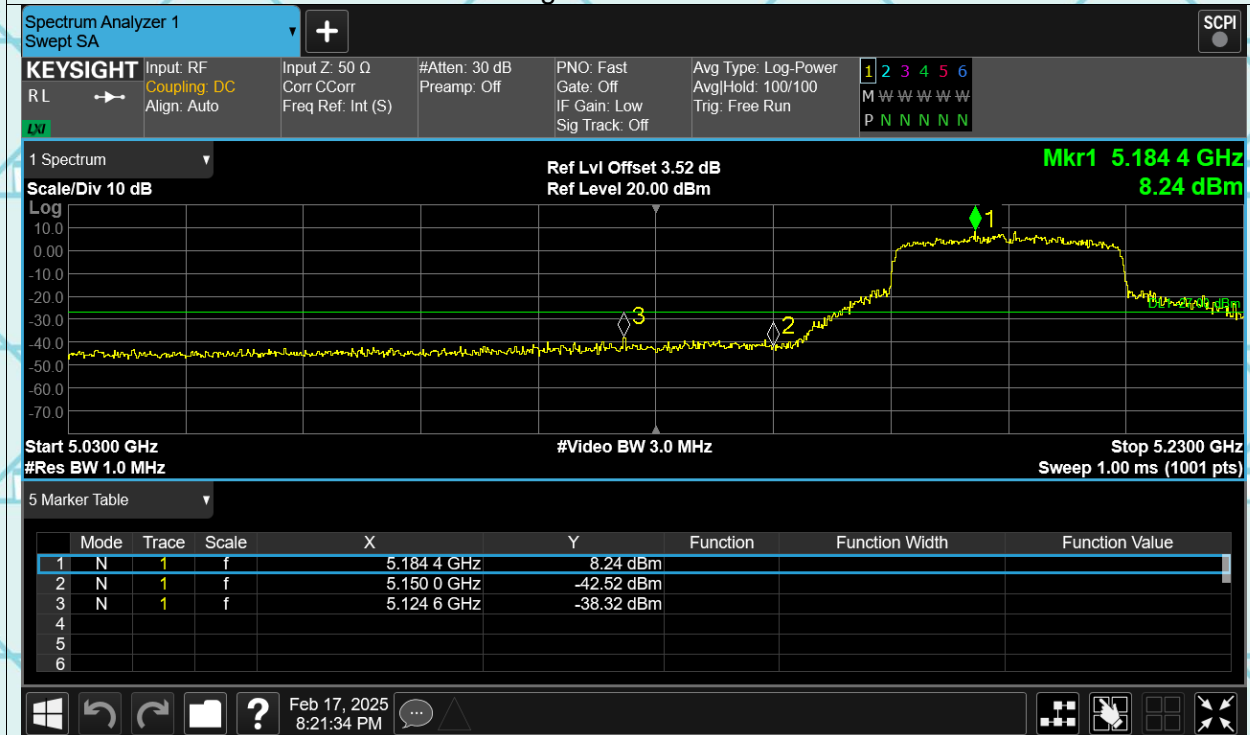 Spectrum Analyzer 1
Swept SA
+
SCPI
KEYSIGHT
R L
LXI
Input: RF
Coupling: DC
Align: Auto
Input Z: 50 Ω
Corr CCorr
Freq Ref: Int (S)
#Atten: 30 dB
Preamp: Off
PNO: Fast
Gate: Off
IF Gain: Low
Sig Track: Off
Avg Type: Log-Power
Avg|Hold: 100/100
Trig: Free Run
1 2 3 4 5 6
M W W W W W
P N N N N N
1 Spectrum
Scale/Div 10 dB
Ref Lvl Offset 3.52 dB
Ref Level 20.00 dBm
Mkr1 5.184 4 GHz
8.24 dBm
Log
10.0
0.00
-10.0
-20.0
-30.0
-40.0
-50.0
-60.0
-70.0
1
2
3
Start 5.0300 GHz
#Video BW 3.0 MHz
Stop 5.2300 GHz
#Res BW 1.0 MHz
Sweep 1.00 ms (1001 pts)
5 Marker Table
Mode Trace Scale X Y Function Function Width Function Value
1 N 1 f 5.184 4 GHz 8.24 dBm
2 N 1 f 5.150 0 GHz -42.52 dBm
3 N 1 f 5.124 6 GHz -38.32 dBm
4
5
6
?
Feb 17, 2025
8:21:34 PM